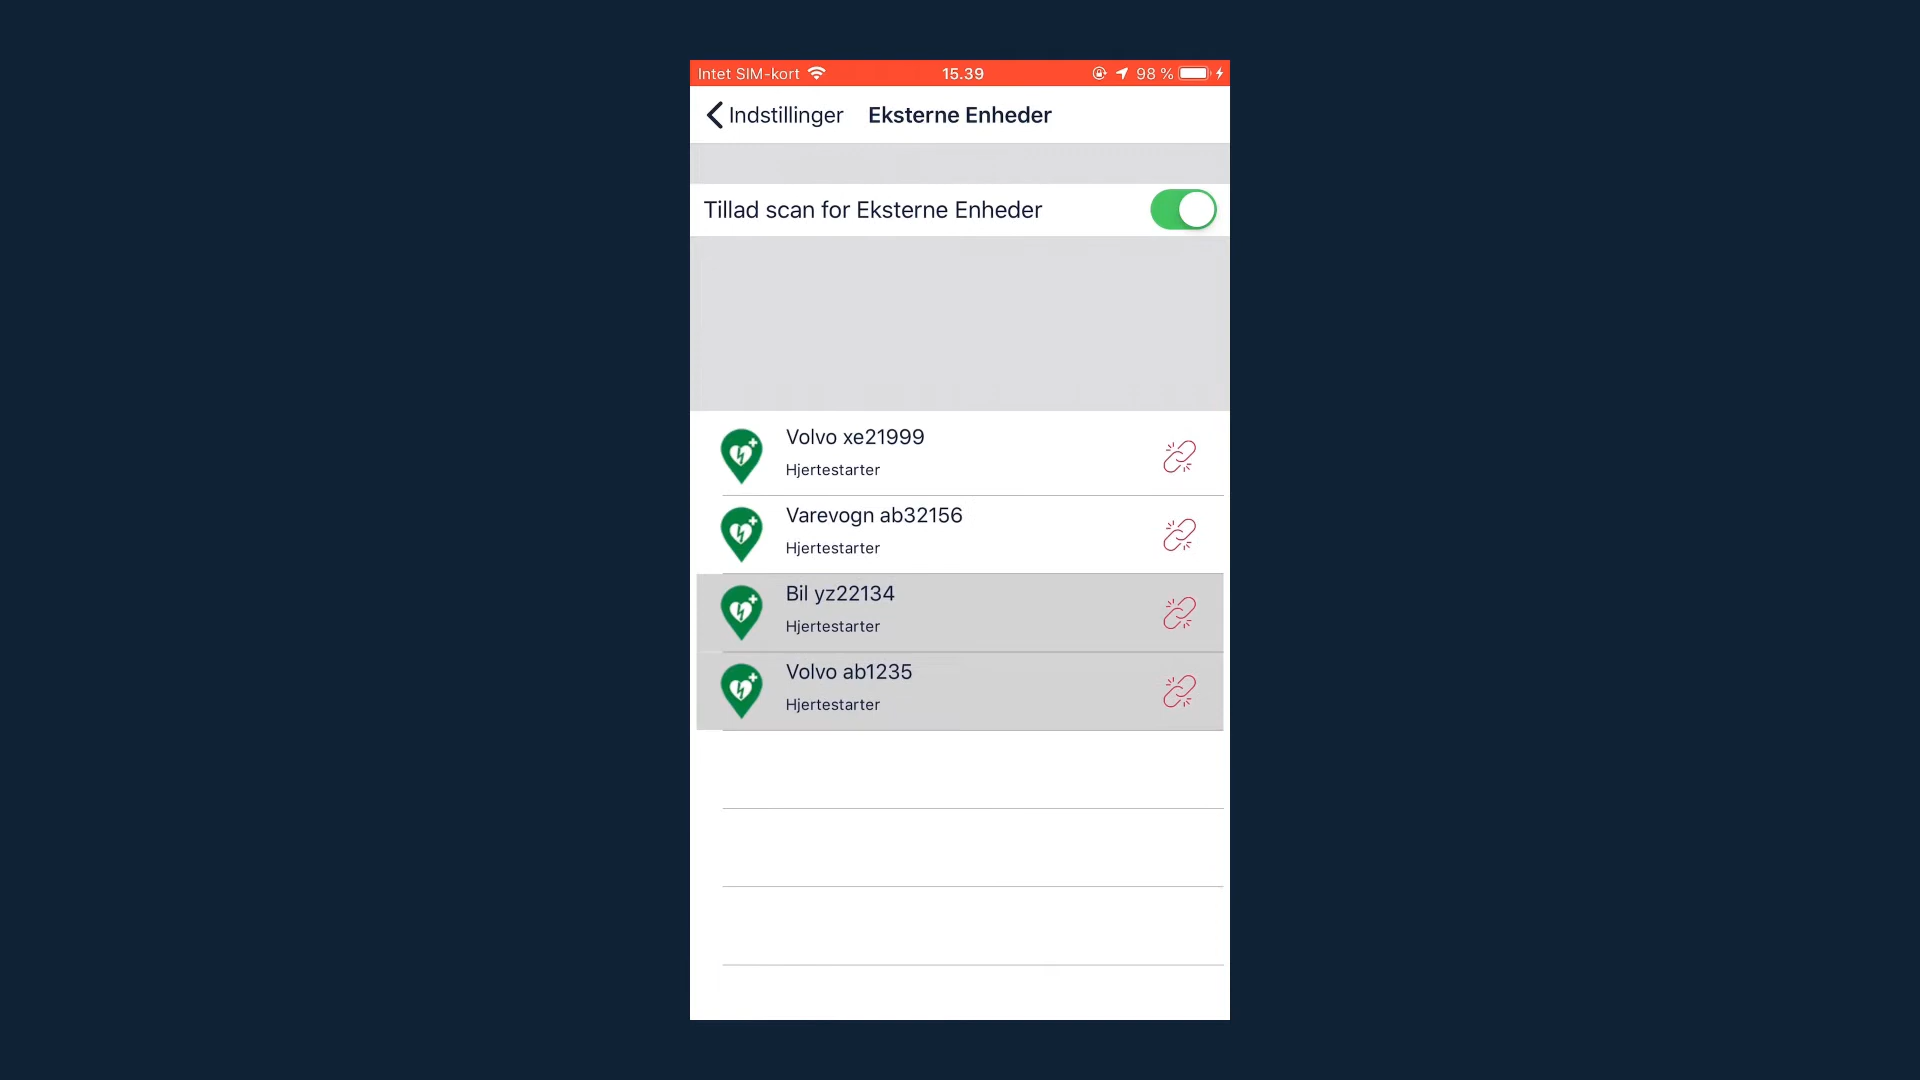 Intet SIM-kort 15.39 98 %
Indstillinger Eksterne Enheder
Tillad scan for Eksterne Enheder
Volvo xe21999
Hjertestarter
Varevogn ab32156
Hjertestarter
Bil yz22134
Hjertestarter
Volvo ab1235
Hjertestarter